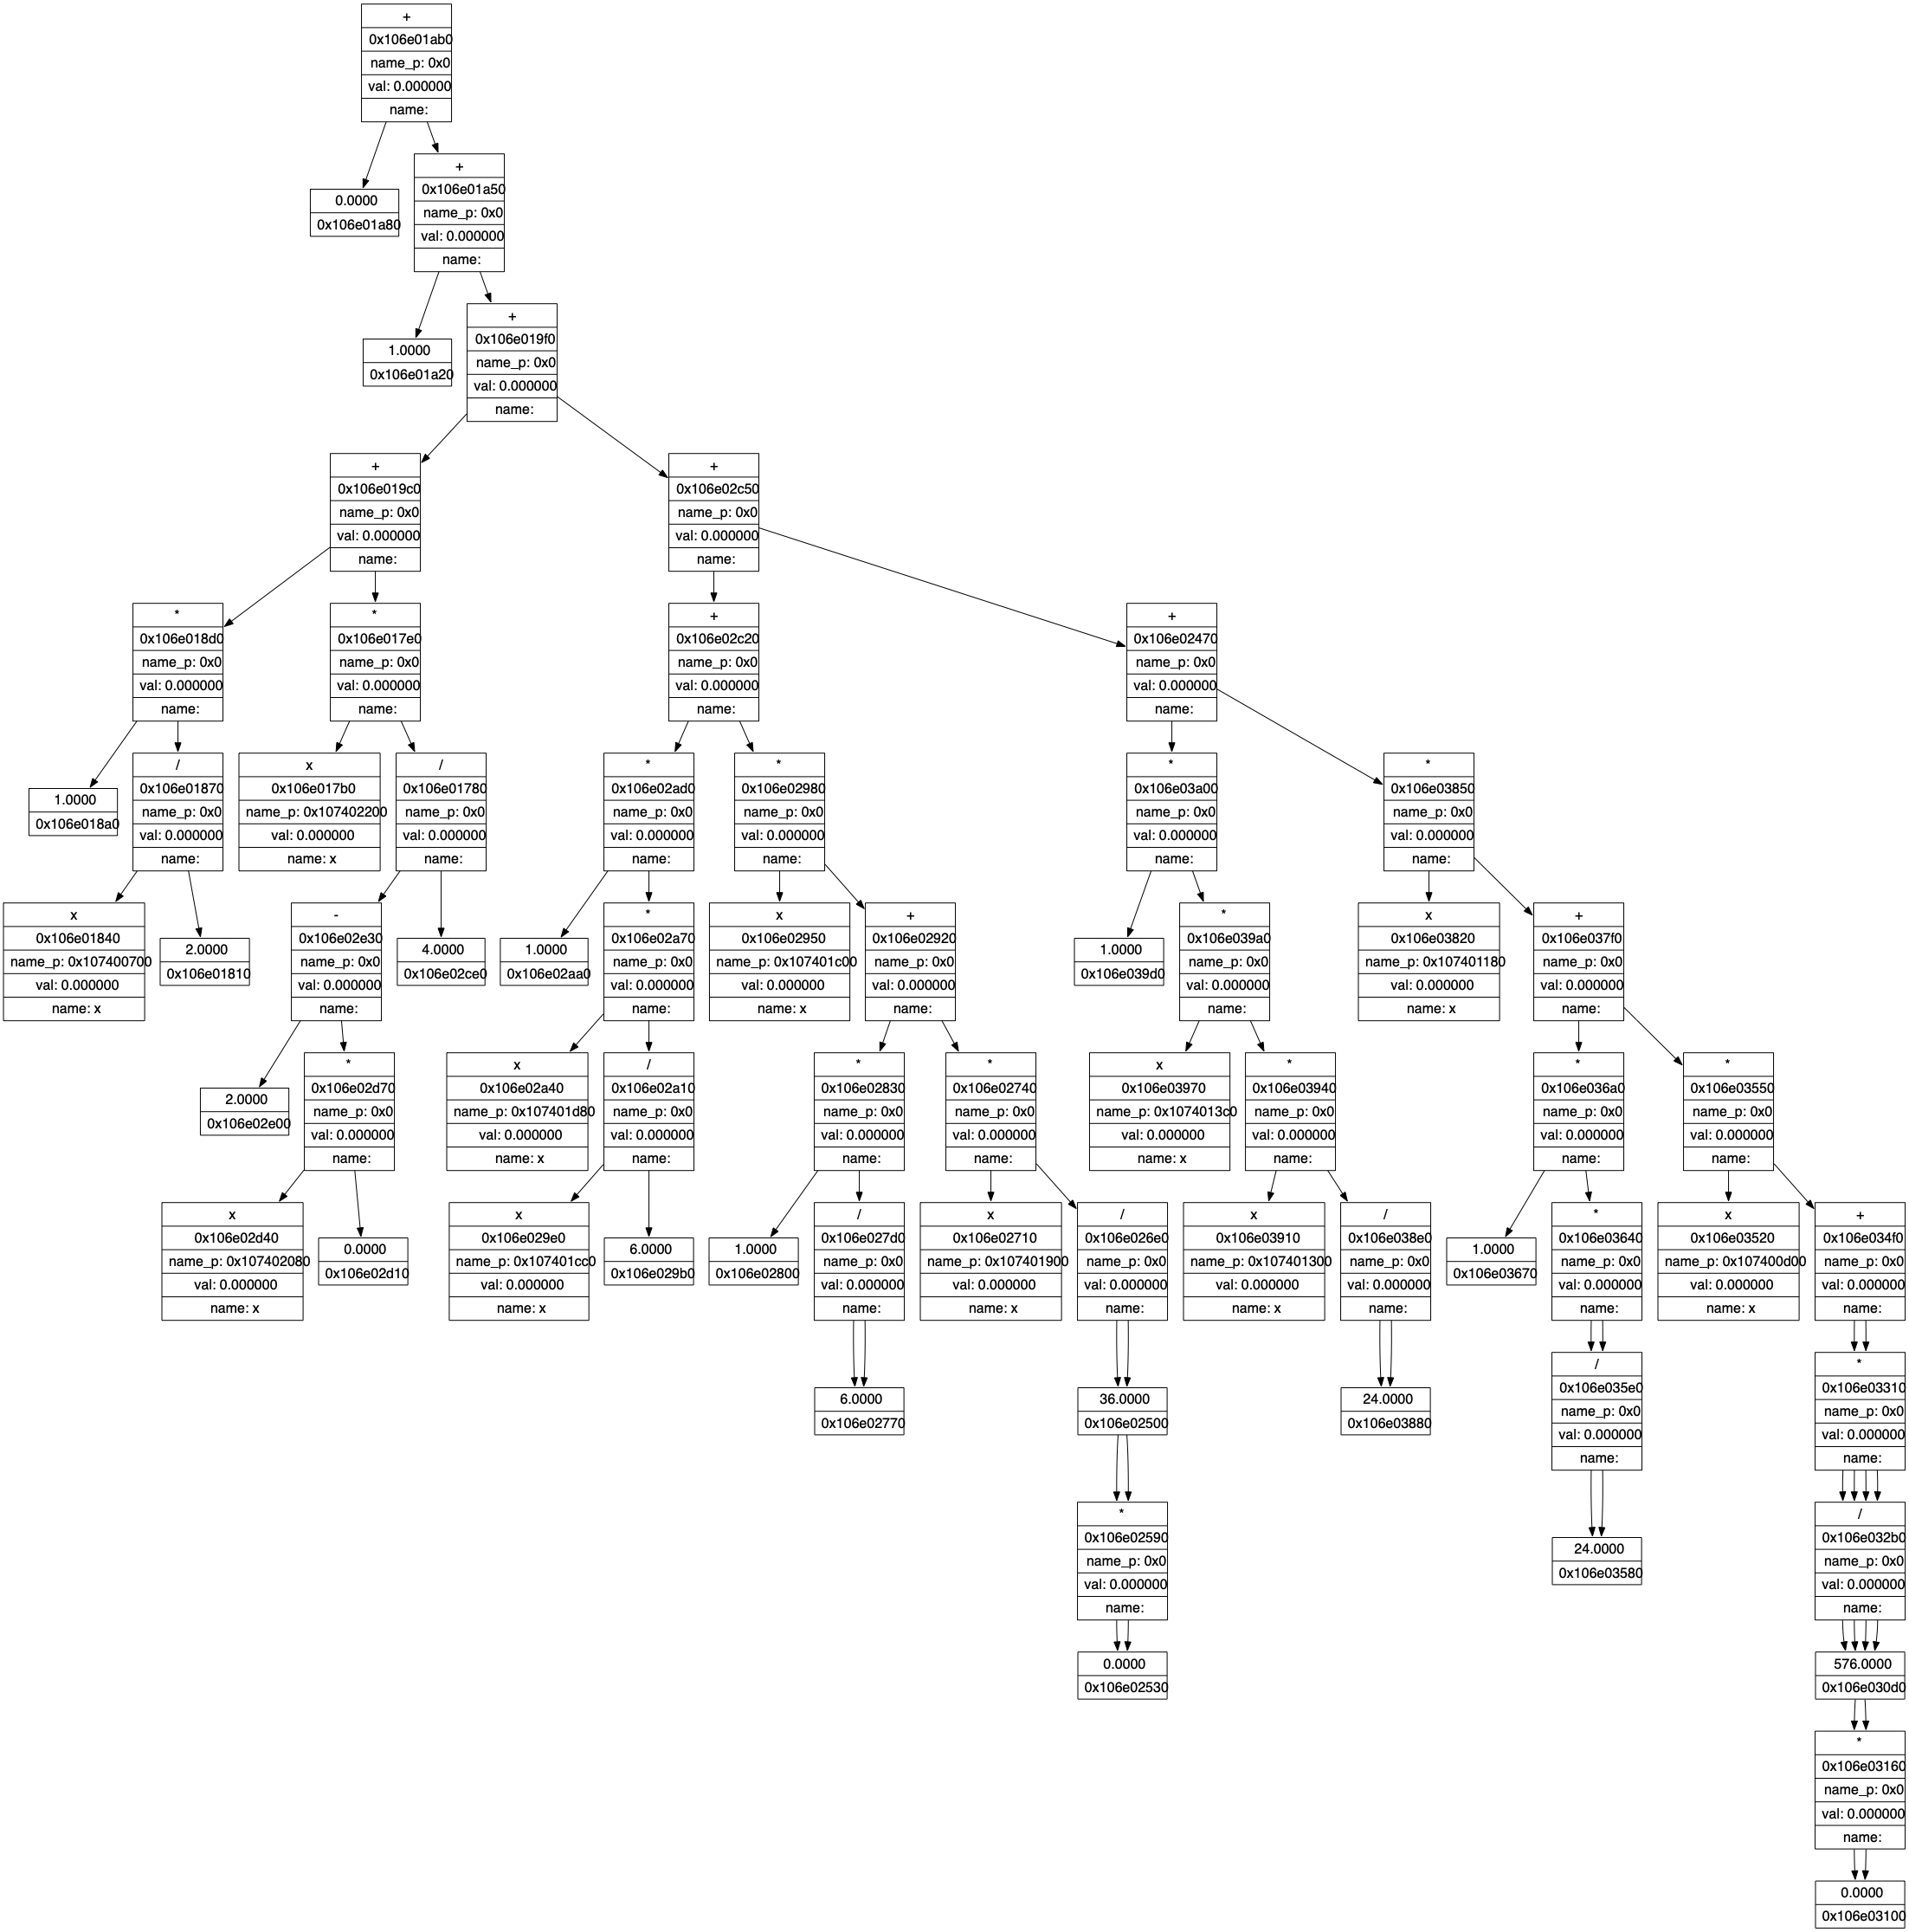 +
0x106e01ab0
name_p: 0x0
val: 0.000000
name:
+
0x106e01a50
name_p: 0x0
val: 0.000000
name:
0.0000
0x106e01a80
+
0x106e019f0
name_p: 0x0
val: 0.000000
name:
1.0000
0x106e01a20
+
0x106e019c0
name_p: 0x0
val: 0.000000
name:
+
0x106e02c50
name_p: 0x0
val: 0.000000
name:
*
0x106e018d0
name_p: 0x0
val: 0.000000
name:
*
0x106e017e0
name_p: 0x0
val: 0.000000
name:
+
0x106e02c20
name_p: 0x0
val: 0.000000
name:
+
0x106e02470
name_p: 0x0
val: 0.000000
name:
1.0000
0x106e018a0
/
0x106e01870
name_p: 0x0
val: 0.000000
name:
x
0x106e017b0
name_p: 0x107402200
val: 0.000000
name: x
/
0x106e01780
name_p: 0x0
val: 0.000000
name:
*
0x106e02ad0
name_p: 0x0
val: 0.000000
name:
*
0x106e02980
name_p: 0x0
val: 0.000000
name:
*
0x106e03a00
name_p: 0x0
val: 0.000000
name:
*
0x106e03850
name_p: 0x0
val: 0.000000
name:
x
0x106e01840
name_p: 0x107400700
val: 0.000000
name: x
2.0000
0x106e01810
-
0x106e02e30
name_p: 0x0
val: 0.000000
name:
4.0000
0x106e02ce0
1.0000
0x106e02aa0
*
0x106e02a70
name_p: 0x0
val: 0.000000
name:
x
0x106e02950
name_p: 0x107401c00
val: 0.000000
name: x
+
0x106e02920
name_p: 0x0
val: 0.000000
name:
1.0000
0x106e039d0
*
0x106e039a0
name_p: 0x0
val: 0.000000
name:
x
0x106e03820
name_p: 0x107401180
val: 0.000000
name: x
+
0x106e037f0
name_p: 0x0
val: 0.000000
name:
2.0000
0x106e02e00
*
0x106e02d70
name_p: 0x0
val: 0.000000
name:
x
0x106e02a40
name_p: 0x107401d80
val: 0.000000
name: x
/
0x106e02a10
name_p: 0x0
val: 0.000000
name:
*
0x106e02830
name_p: 0x0
val: 0.000000
name:
*
0x106e02740
name_p: 0x0
val: 0.000000
name:
x
0x106e03970
name_p: 0x1074013c0
val: 0.000000
name: x
*
0x106e03940
name_p: 0x0
val: 0.000000
name:
*
0x106e036a0
name_p: 0x0
val: 0.000000
name:
*
0x106e03550
name_p: 0x0
val: 0.000000
name:
x
0x106e02d40
name_p: 0x107402080
val: 0.000000
name: x
0.0000
0x106e02d10
x
0x106e029e0
name_p: 0x107401cc0
val: 0.000000
name: x
6.0000
0x106e029b0
1.0000
0x106e02800
/
0x106e027d0
name_p: 0x0
val: 0.000000
name:
x
0x106e02710
name_p: 0x107401900
val: 0.000000
name: x
/
0x106e026e0
name_p: 0x0
val: 0.000000
name:
x
0x106e03910
name_p: 0x107401300
val: 0.000000
name: x
/
0x106e038e0
name_p: 0x0
val: 0.000000
name:
1.0000
0x106e03670
*
0x106e03640
name_p: 0x0
val: 0.000000
name:
x
0x106e03520
name_p: 0x107400d00
val: 0.000000
name: x
+
0x106e034f0
name_p: 0x0
val: 0.000000
name:
6.0000
0x106e02770
36.0000
0x106e02500
24.0000
0x106e03880
/
0x106e035e0
name_p: 0x0
val: 0.000000
name:
*
0x106e03310
name_p: 0x0
val: 0.000000
name:
*
0x106e02590
name_p: 0x0
val: 0.000000
name:
24.0000
0x106e03580
/
0x106e032b0
name_p: 0x0
val: 0.000000
name:
0.0000
0x106e02530
576.0000
0x106e030d0
*
0x106e03160
name_p: 0x0
val: 0.000000
name:
0.0000
0x106e03100